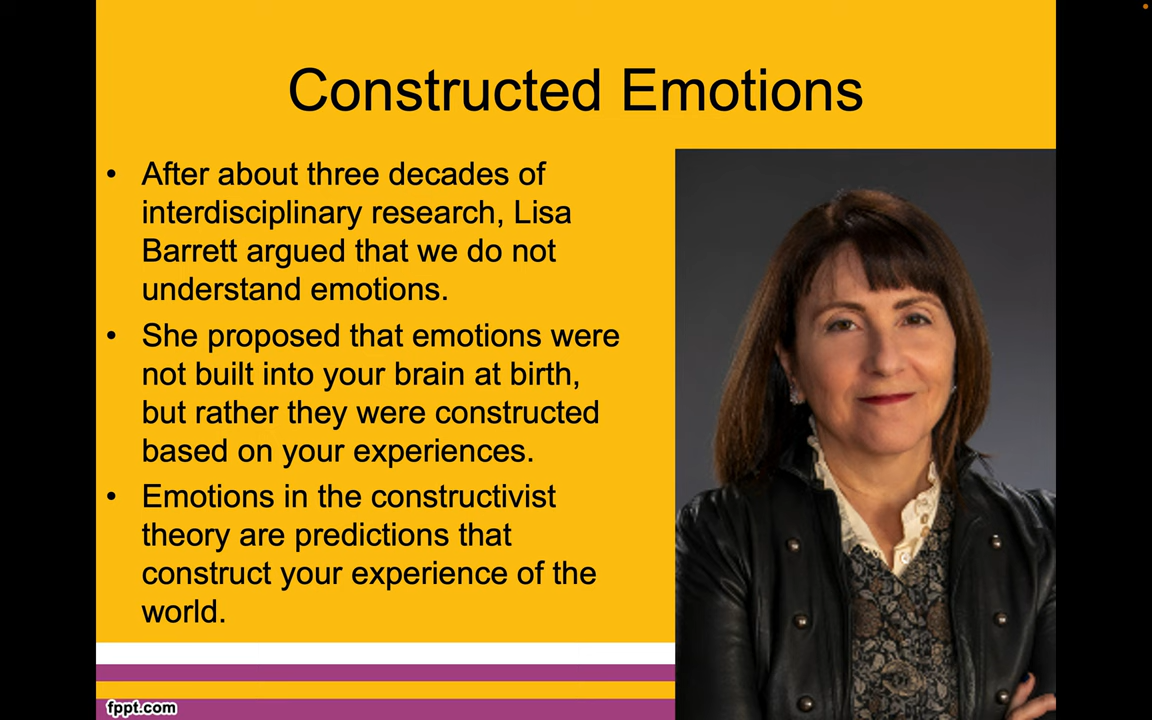 Constructed Emotions
• After about three decades of
interdisciplinary research, Lisa
Barrett argued that we do not
understand emotions.
• She proposed that emotions were
not built into your brain at birth,
but rather they were constructed
based on your experiences.
• Emotions in the constructivist
theory are predictions that
construct your experience of the
world.
fppt.com